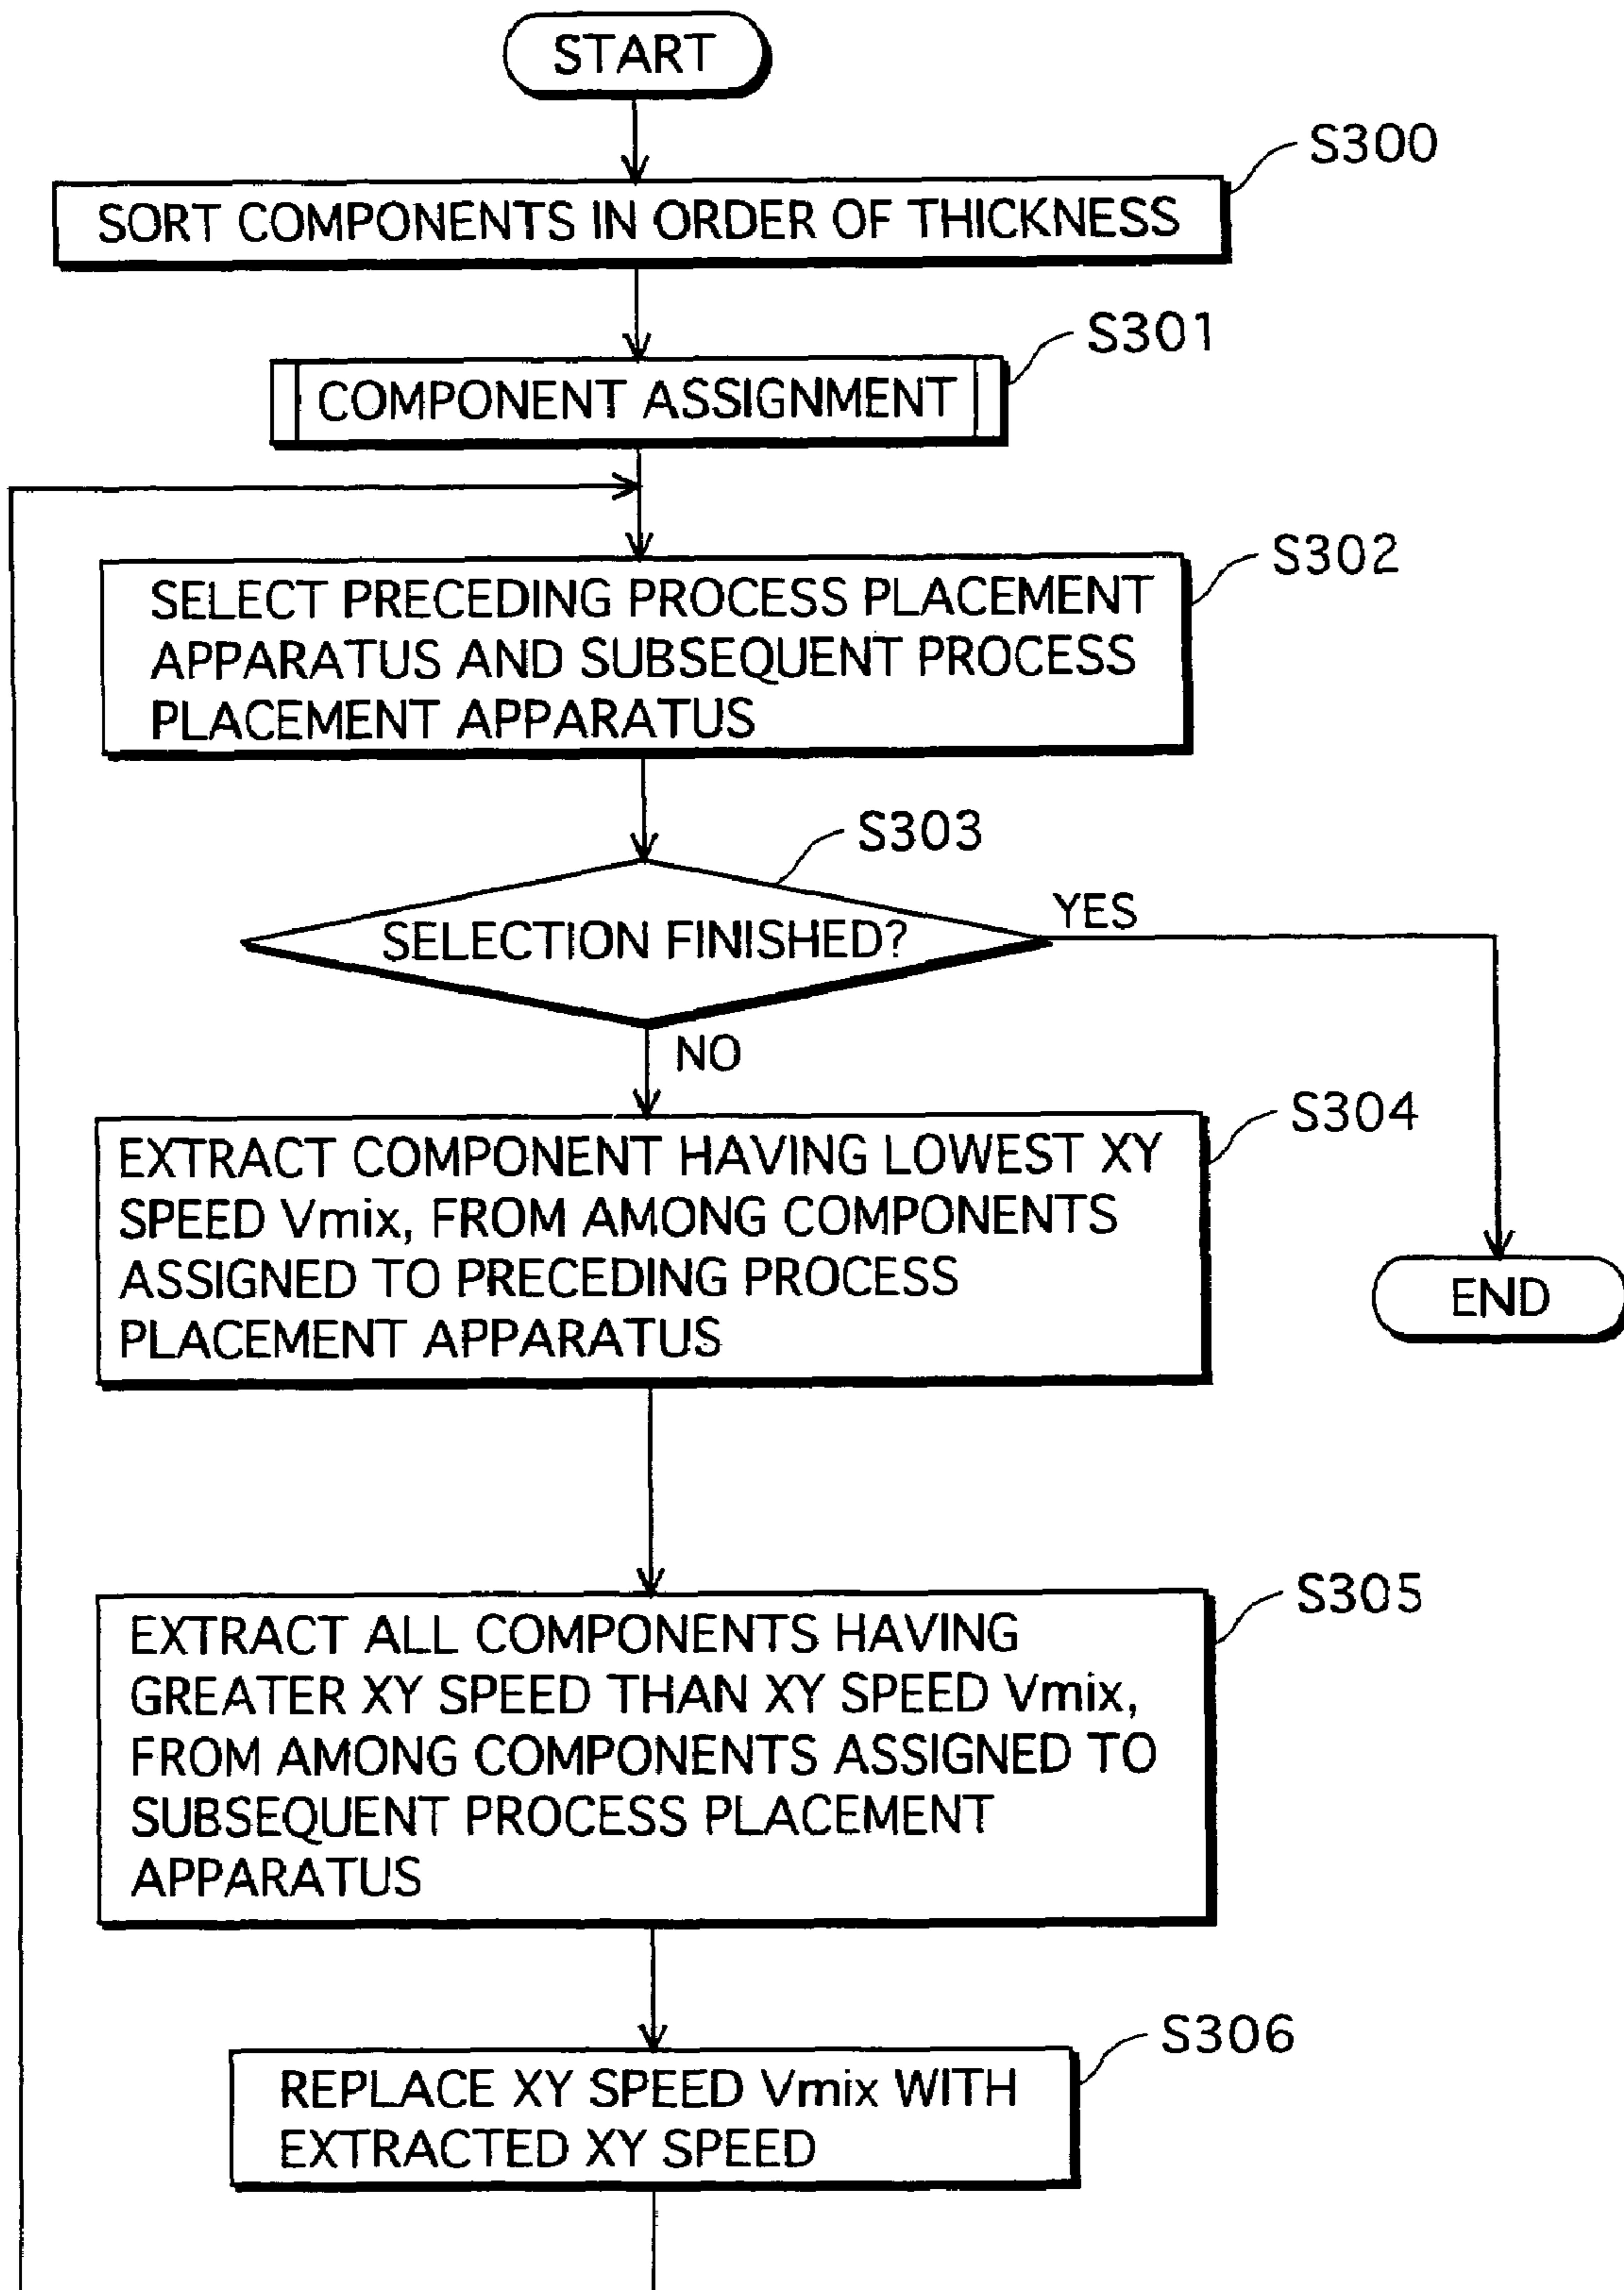 START
S300
SORT COMPONENTS IN ORDER OF THICKNESS
S301
COMPONENT ASSIGNMENT
S302
SELECT PRECEDING PROCESS PLACEMENT
APPARATUS AND SUBSEQUENT PROCESS
PLACEMENT APPARATUS
S303
SELECTION FINISHED?
YES
NO
S304
EXTRACT COMPONENT HAVING LOWEST XY
SPEED Vmix, FROM AMONG COMPONENTS
ASSIGNED TO PRECEDING PROCESS
PLACEMENT APPARATUS
END
S305
EXTRACT ALL COMPONENTS HAVING
GREATER XY SPEED THAN XY SPEED Vmix,
FROM AMONG COMPONENTS ASSIGNED TO
SUBSEQUENT PROCESS PLACEMENT
APPARATUS
S306
REPLACE XY SPEED Vmix WITH
EXTRACTED XY SPEED